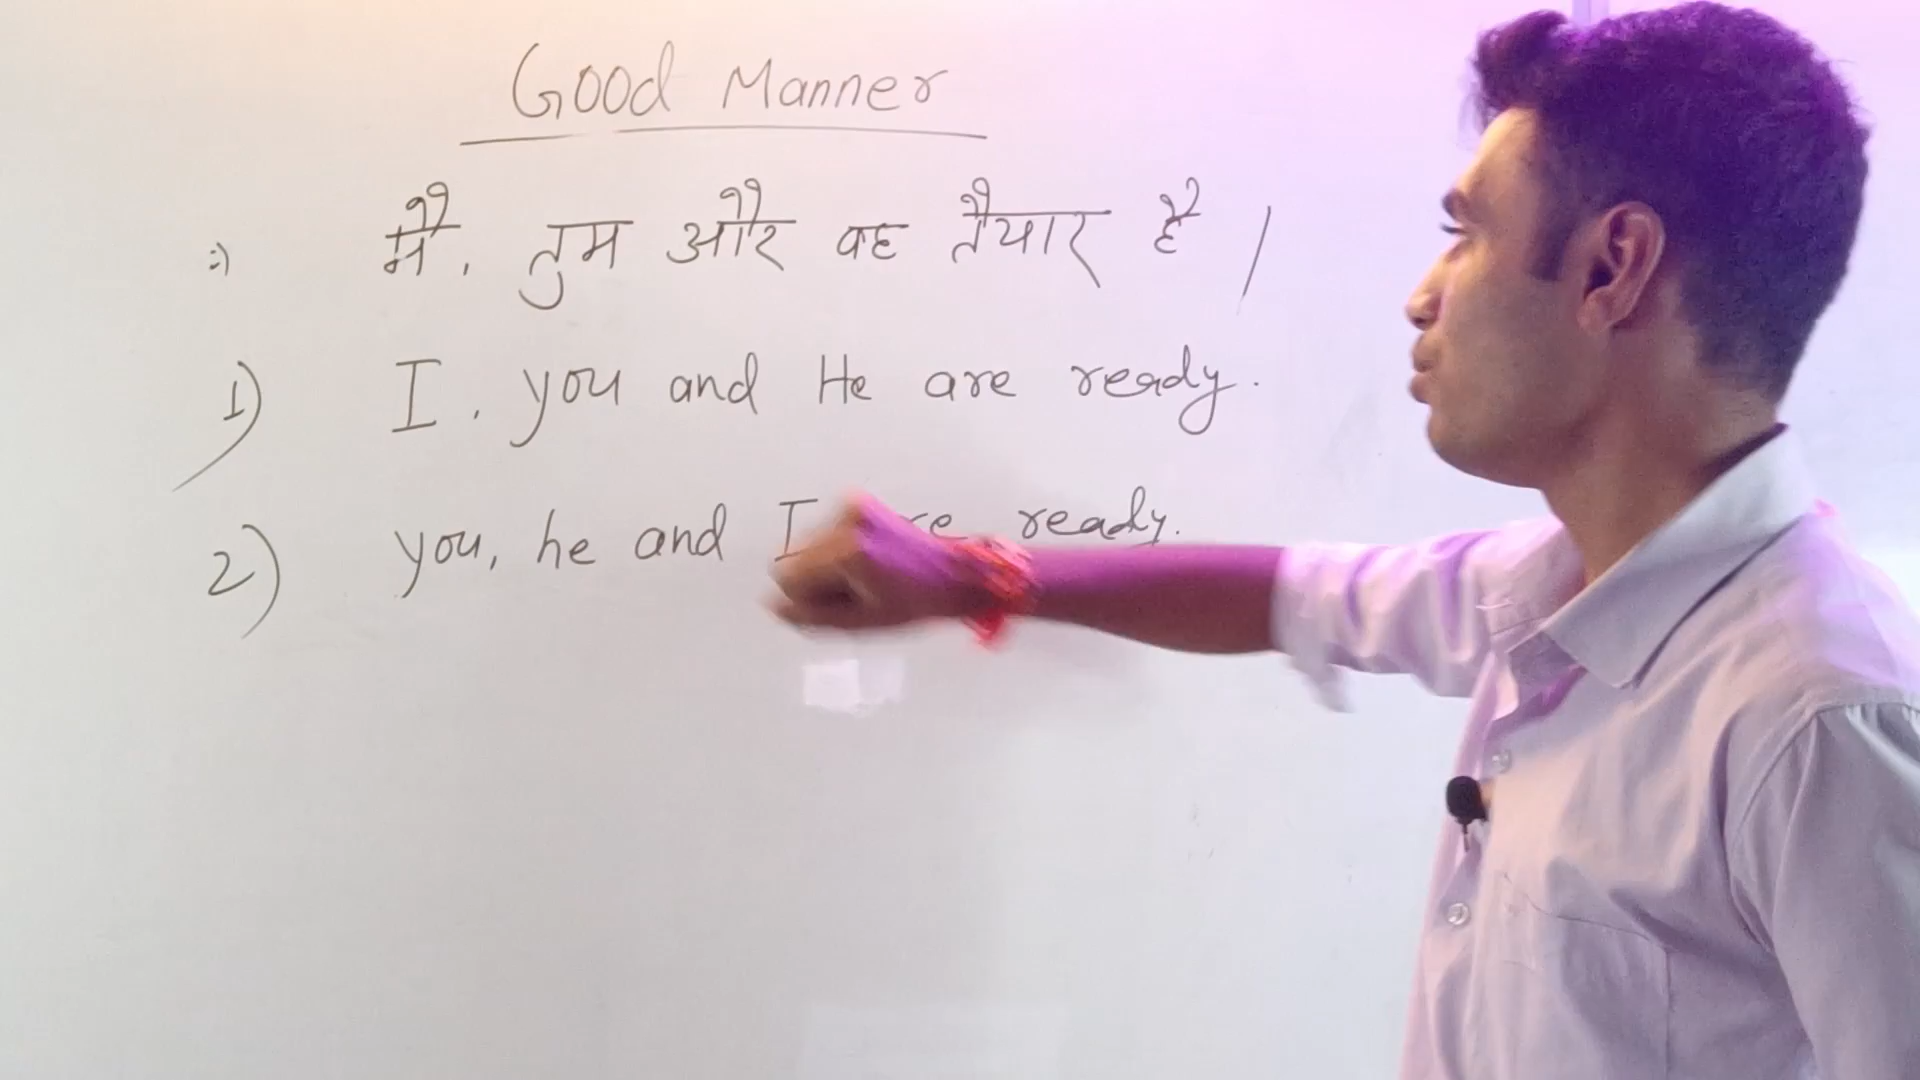 Good Manner
:) मै, तुम और वह तैयार है ।
1) I, you and He are ready.
2) you, he and I ready.